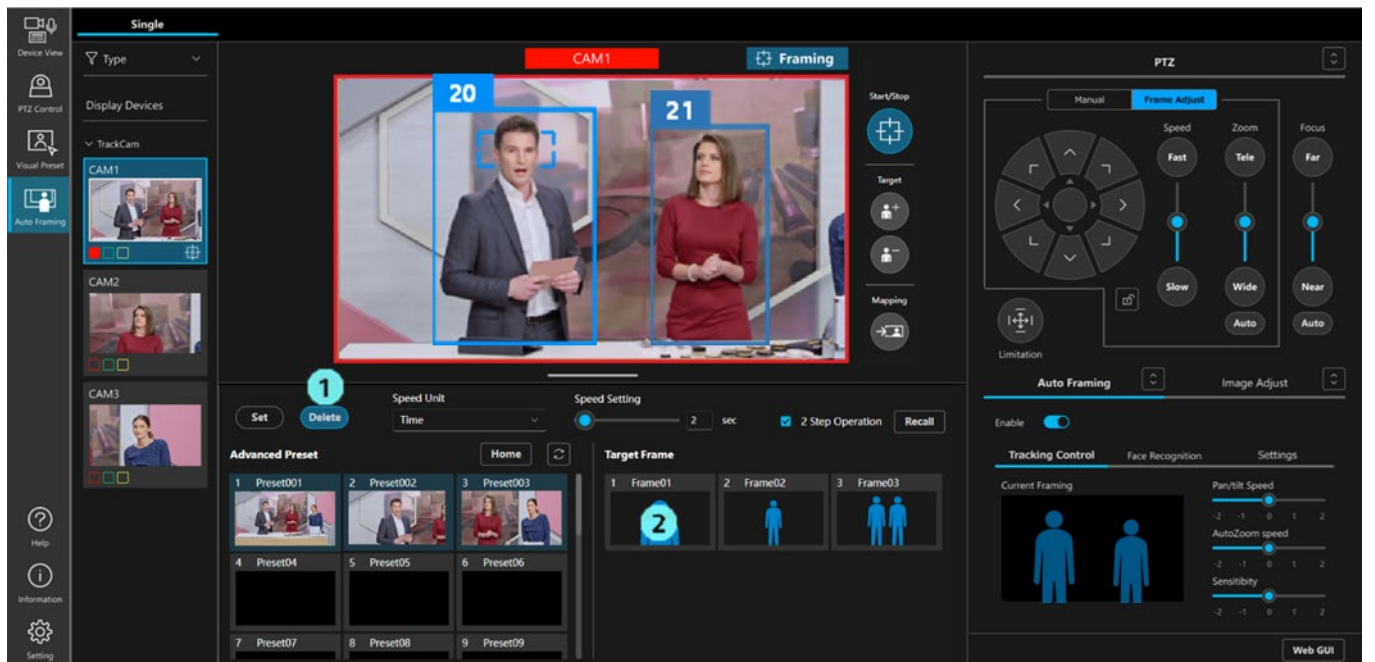 Single
Device View
PTZ Control
Visual Preset
Auto Framing
Help
Information
Setting
Type
Display Devices
TrackCam
CAM1
CAM2
CAM3
CAM1
Framing
20
21
Start/Stop
Target
Mapping
1
Set
Delete
Speed Unit
Time
Speed Setting
2 sec
2 Step Operation
Recall
Advanced Preset
Home
1 Preset001
2 Preset002
3 Preset003
4 Preset04
5 Preset05
6 Preset06
7 Preset07
8 Preset08
9 Preset09
Target Frame
1 Frame01
2 Frame02
3 Frame03
2
PTZ
Manual
Frame Adjust
Speed
Zoom
Focus
Fast
Tele
Far
Slow
Wide
Near
Auto
Auto
Limitation
Auto Framing
Image Adjust
Enable
Tracking Control
Face Recognition
Settings
Current Framing
Pan/tilt Speed
-2 -1 0 1 2
AutoZoom speed
-2 -1 0 1 2
Sensitibity
-2 -1 0 1 2
Web GUI